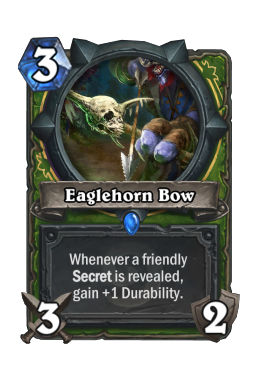 3
Eaglehorn Bow
Whenever a friendly
Secret is revealed,
gain +1 Durability.
3
2